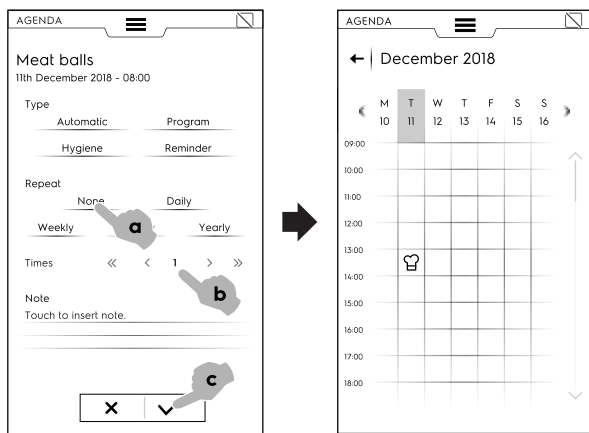 AGENDA
Meat balls
11th December 2018 - 08:00
Type
Automatic Program
Hygiene Reminder
Repeat
None Daily
Weekly Yearly
Times << < 1 > >>
Note
Touch to insert note.
a
b
c
AGENDA
December 2018
M T W T F S S
10 11 12 13 14 15 16
09:00
10:00
11:00
12:00
13:00
14:00
15:00
16:00
17:00
18:00